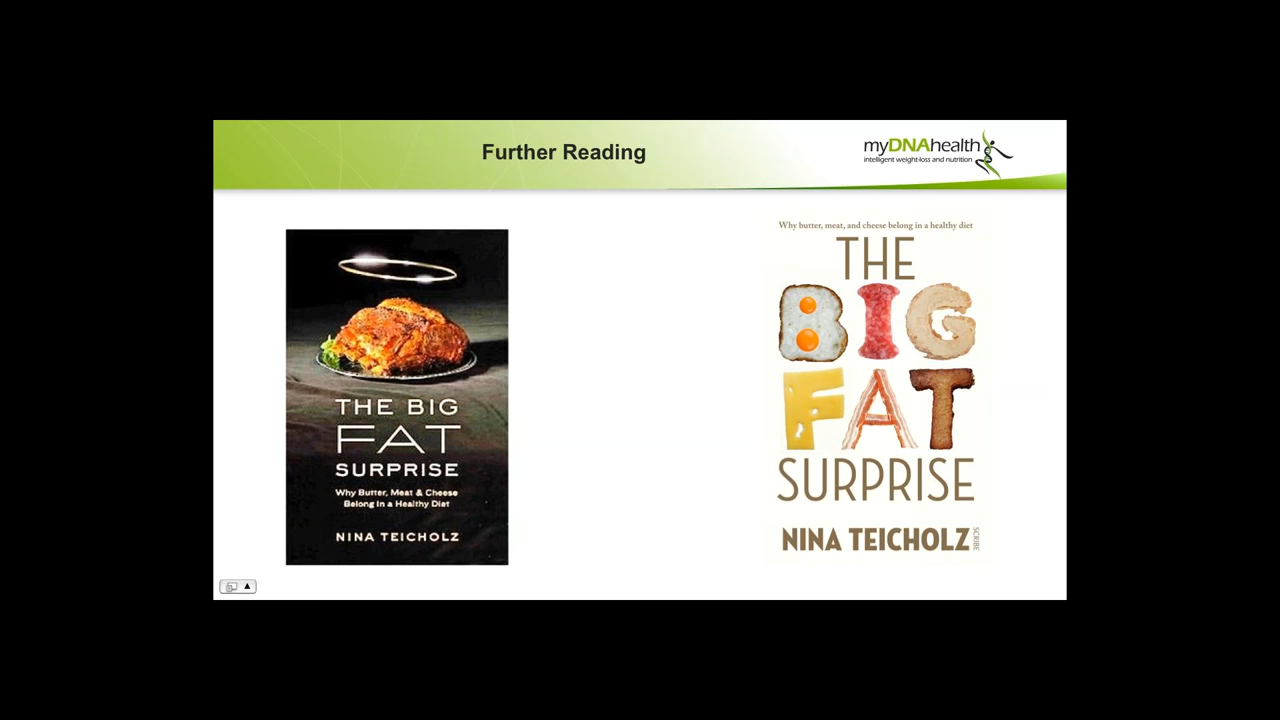 Further Reading
myDNAhealth
intelligent weight-loss and nutrition
THE BIG
FAT
SURPRISE
Why Butter, Meat & Cheese
Belong in a Healthy Diet
NINA TEICHOLZ
Why butter, meat, and cheese belong in a healthy diet
THE
BIG
FAT
SURPRISE
NINA TEICHOLZ
SCRIBE